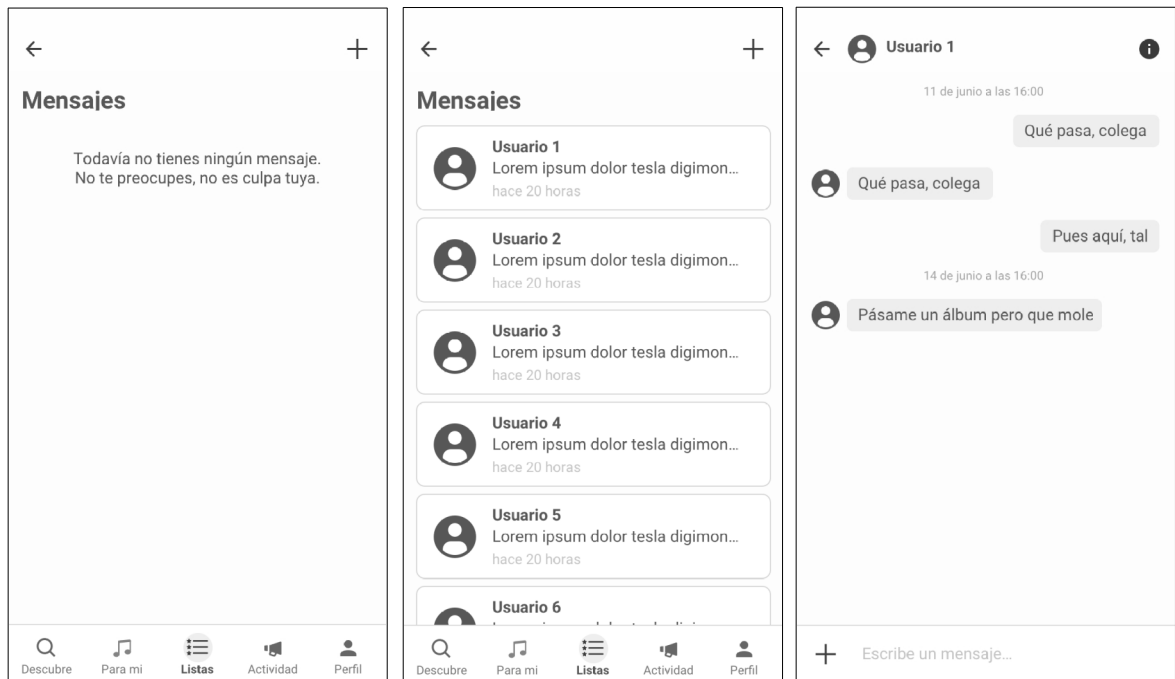 Mensajes
Todavía no tienes ningún mensaje.
No te preocupes, no es culpa tuya.
Descubre
Para mi
Listas
Actividad
Perfil
Mensajes
Usuario 1
Lorem ipsum dolor tesla digimon...
hace 20 horas
Usuario 2
Lorem ipsum dolor tesla digimon...
hace 20 horas
Usuario 3
Lorem ipsum dolor tesla digimon...
hace 20 horas
Usuario 4
Lorem ipsum dolor tesla digimon...
hace 20 horas
Usuario 5
Lorem ipsum dolor tesla digimon...
hace 20 horas
Usuario 6
Descubre
Para mi
Listas
Actividad
Perfil
Usuario 1
11 de junio a las 16:00
Qué pasa, colega
Qué pasa, colega
Pues aquí, tal
14 de junio a las 16:00
Pásame un álbum pero que mole
Escribe un mensaje...